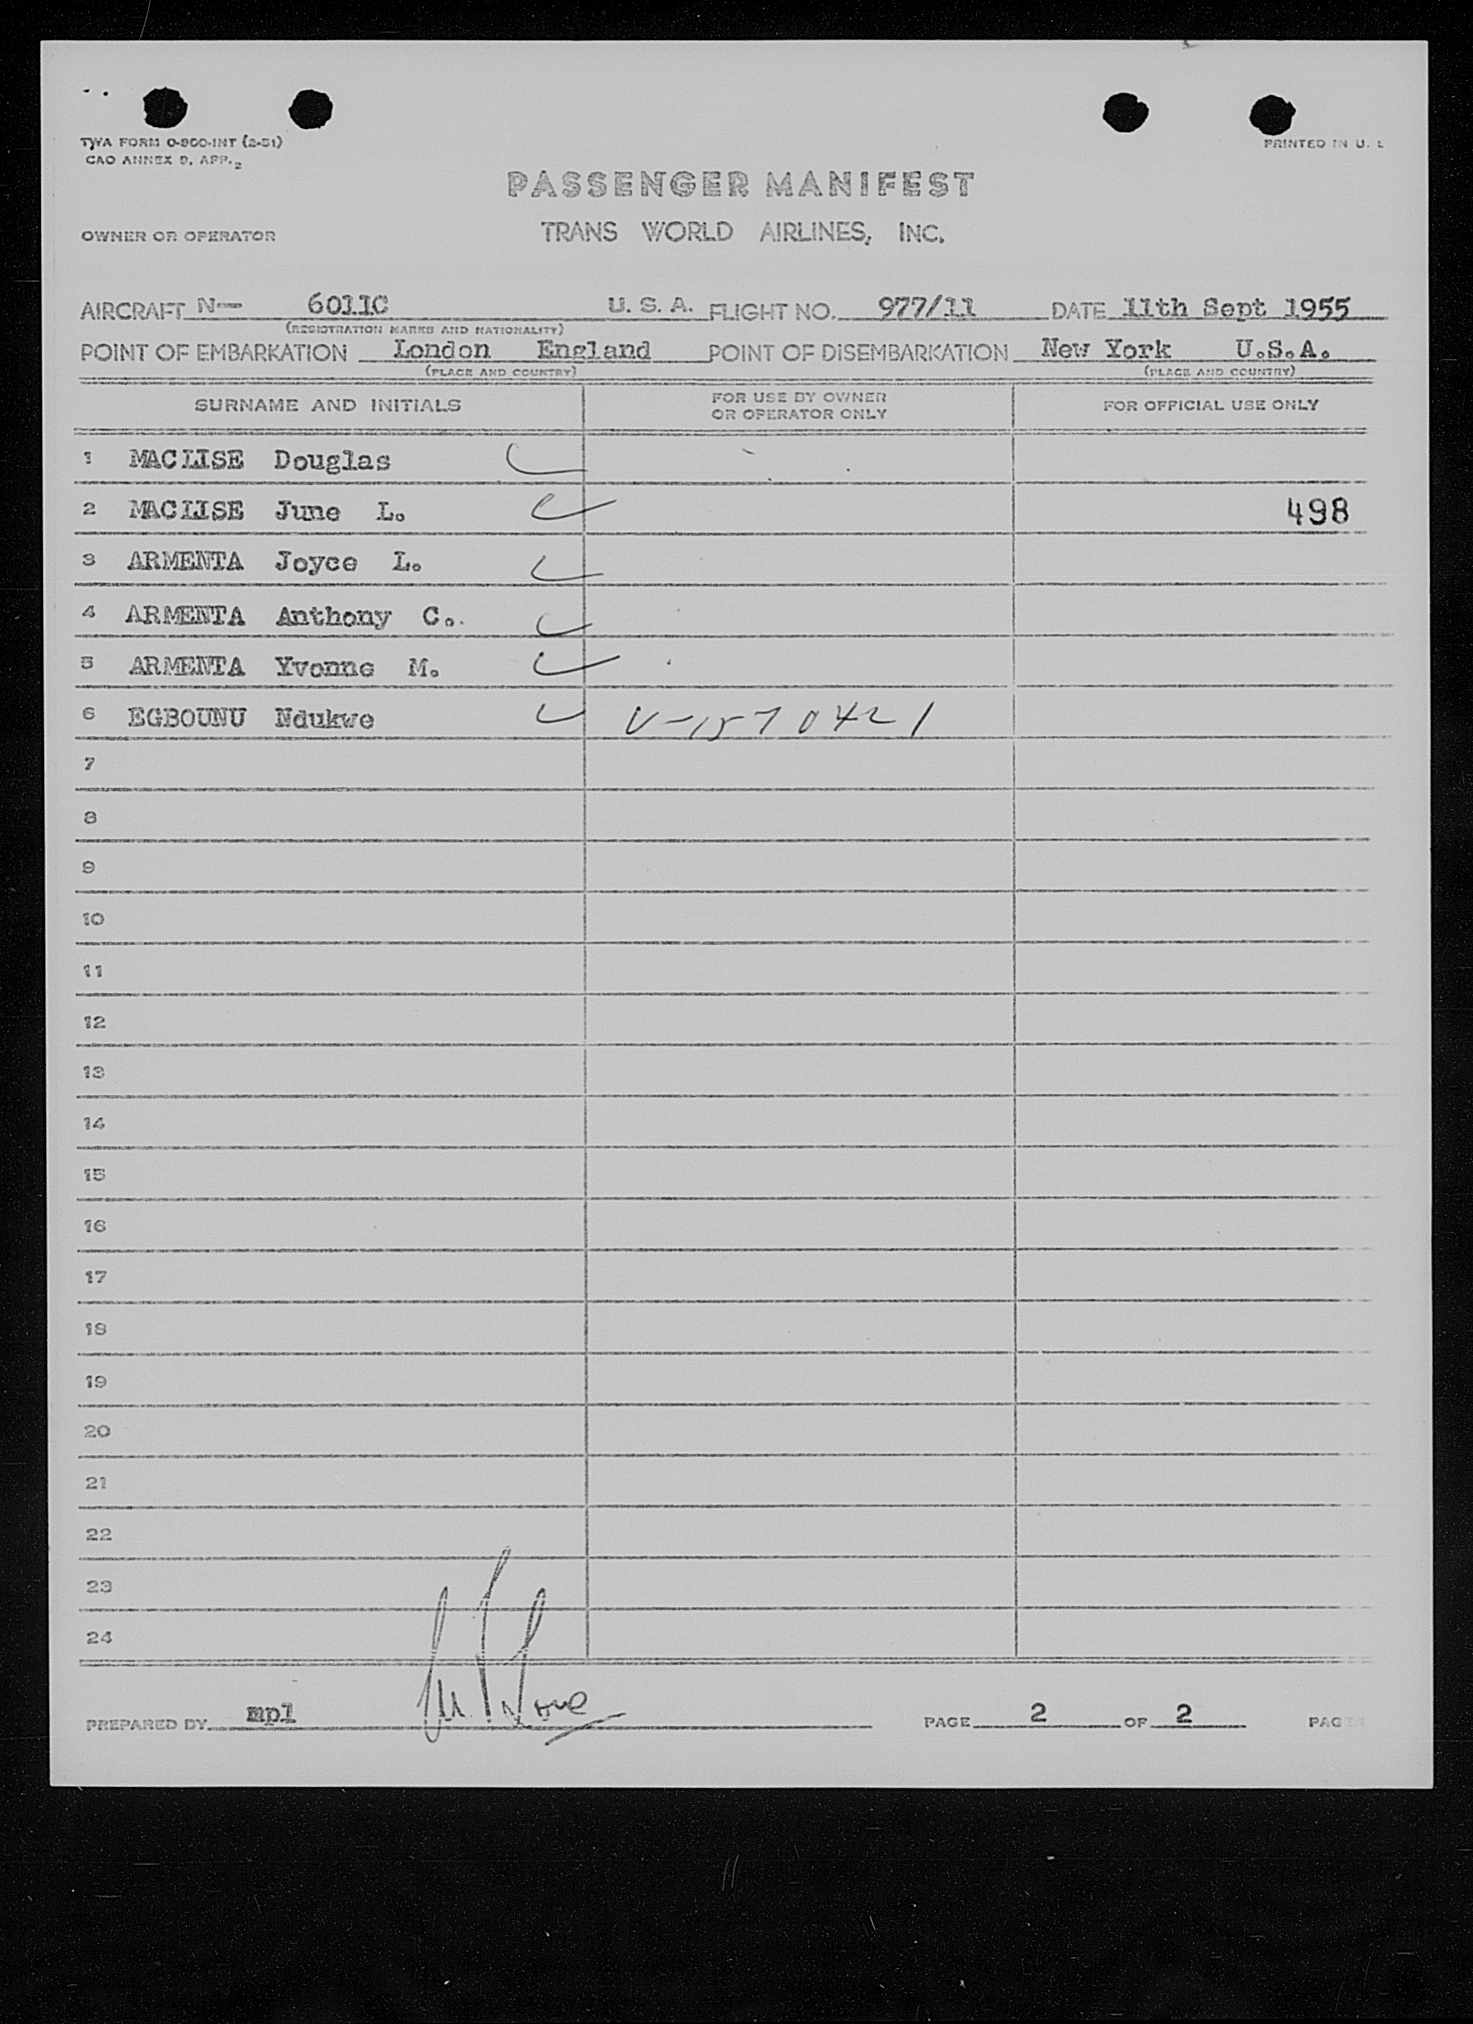 TWA FORM O-900-INT (2-51)
CAO ANNEX 9, APP. 2
PRINTED IN U.
PASSENGER MANIFEST
OWNER OR OPERATOR TRANS WORLD AIRLINES, INC.
AIRCRAFT N-- 6011C U. S. A. FLIGHT NO. 977/11 DATE 11th Sept 1955
(REGISTRATION MARKS AND NATIONALITY)
POINT OF EMBARKATION London England POINT OF DISEMBARKATION New York U.S.A.
(PLACE AND COUNTRY) (PLACE AND COUNTRY)
SURNAME AND INITIALS FOR USE BY OWNER OR OPERATOR ONLY FOR OFFICIAL USE ONLY
1 MACLISE Douglas
2 MACLISE June L. 498
3 ARMENTA Joyce L.
4 ARMENTA Anthony C.
5 ARMENTA Yvonne M.
6 EGBOUNU Ndukwe V-1570421
7
8
9
10
11
12
13
14
15
16
17
18
19
20
21
22
23
24
PREPARED BY mpl PAGE 2 OF 2 PAG